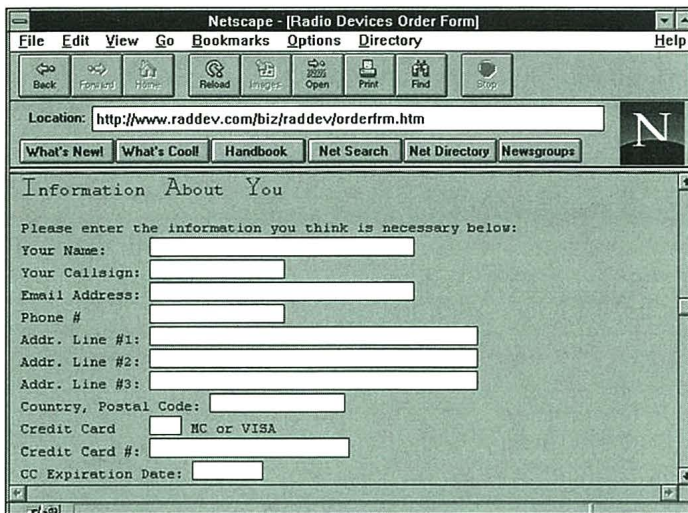 Netscape - [Radio Devices Order Form]
File Edit View Go Bookmarks Options Directory Help
Back Forward Home Reload Images Open Print Find Stop
Location: http://www.raddev.com/biz/raddev/orderfrm.htm
N
What's New! What's Cool! Handbook Net Search Net Directory Newsgroups
Information About You
Please enter the information you think is necessary below:
Your Name:
Your Callsign:
Email Address:
Phone #
Addr. Line #1:
Addr. Line #2:
Addr. Line #3:
Country, Postal Code:
Credit Card MC or VISA
Credit Card #:
CC Expiration Date: